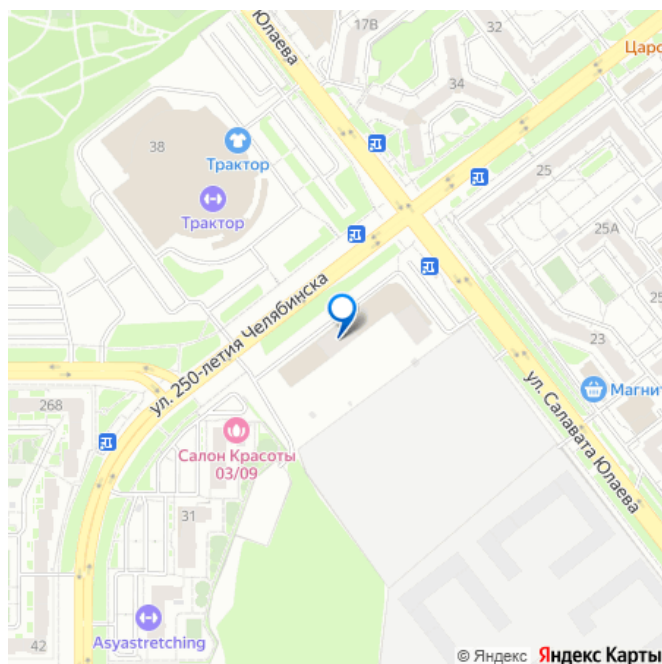 Юлаева
17В
32
Царс
34
38
Трактор
Трактор
25
25А
ул. 250-летия Челябинска
25
23
Магнит
ул. Салавата Юлаева
268
Салон Красоты
03/09
31
Asyastretching
42
© Яндекс Яндекс Карты